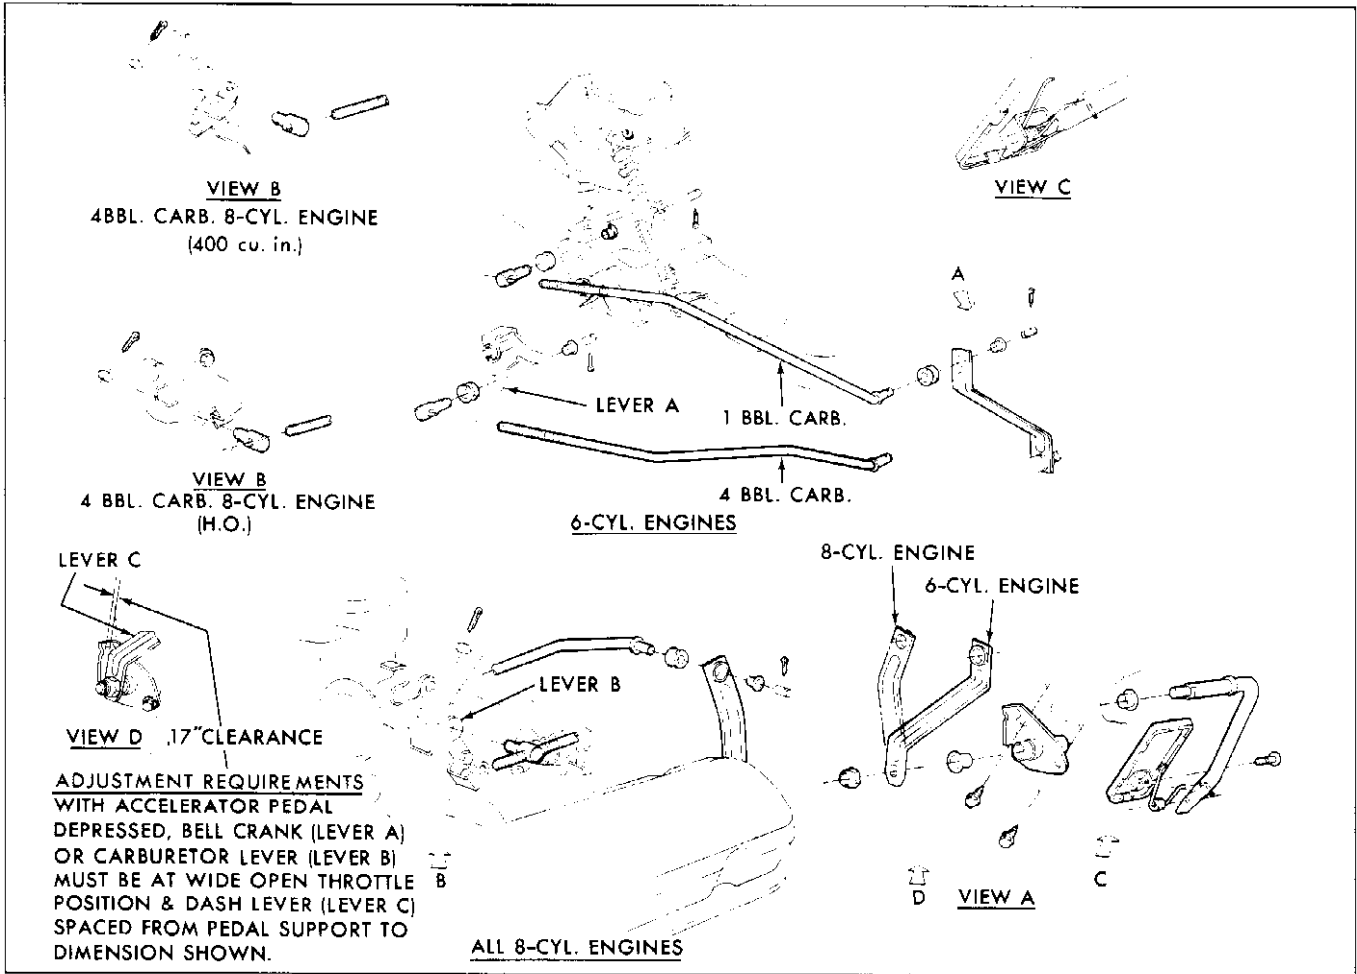 VIEW B
4BBL. CARB. 8-CYL. ENGINE
(400 cu. in.)
VIEW C
A
LEVER A
1 BBL. CARB.
VIEW B
4 BBL. CARB. 8-CYL. ENGINE
(H.O.)
4 BBL. CARB.
6-CYL. ENGINES
LEVER C
8-CYL. ENGINE
6-CYL. ENGINE
LEVER B
VIEW D .17" CLEARANCE
ADJUSTMENT REQUIREMENTS
WITH ACCELERATOR PEDAL
DEPRESSED, BELL CRANK (LEVER A)
OR CARBURETOR LEVER (LEVER B)
MUST BE AT WIDE OPEN THROTTLE
POSITION & DASH LEVER (LEVER C)
SPACED FROM PEDAL SUPPORT TO
DIMENSION SHOWN.
B
ALL 8-CYL. ENGINES
D
VIEW A
C